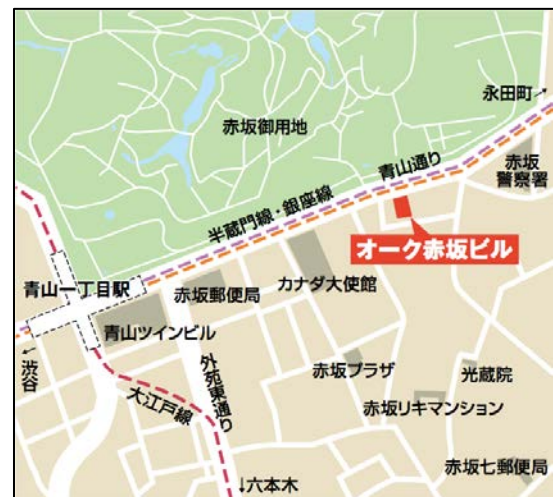 永田町↗
赤坂御用地
青山通り
赤坂
警察署
半蔵門線・銀座線
オーク赤坂ビル
青山一丁目駅
赤坂郵便局
カナダ大使館
青山ツインビル
←
渋谷
外苑東通り
赤坂プラザ
光蔵院
大江戸線
赤坂リキマンション
赤坂七郵便局
↓六本木